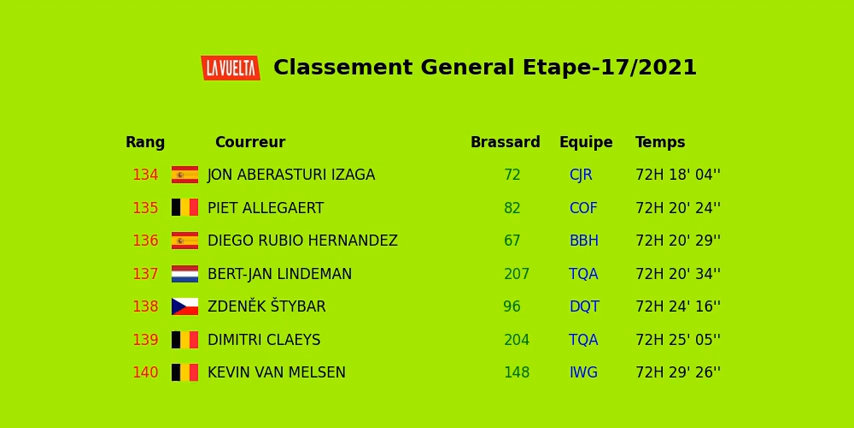 LA VUELTA Classement General Etape-17/2021
Rang Courreur Brassard Equipe Temps
134 JON ABERASTURI IZAGA 72 CJR 72H 18' 04''
135 PIET ALLEGAERT 82 COF 72H 20' 24''
136 DIEGO RUBIO HERNANDEZ 67 BBH 72H 20' 29''
137 BERT-JAN LINDEMAN 207 TQA 72H 20' 34''
138 ZDENĚK ŠTYBAR 96 DQT 72H 24' 16''
139 DIMITRI CLAEYS 204 TQA 72H 25' 05''
140 KEVIN VAN MELSEN 148 IWG 72H 29' 26''